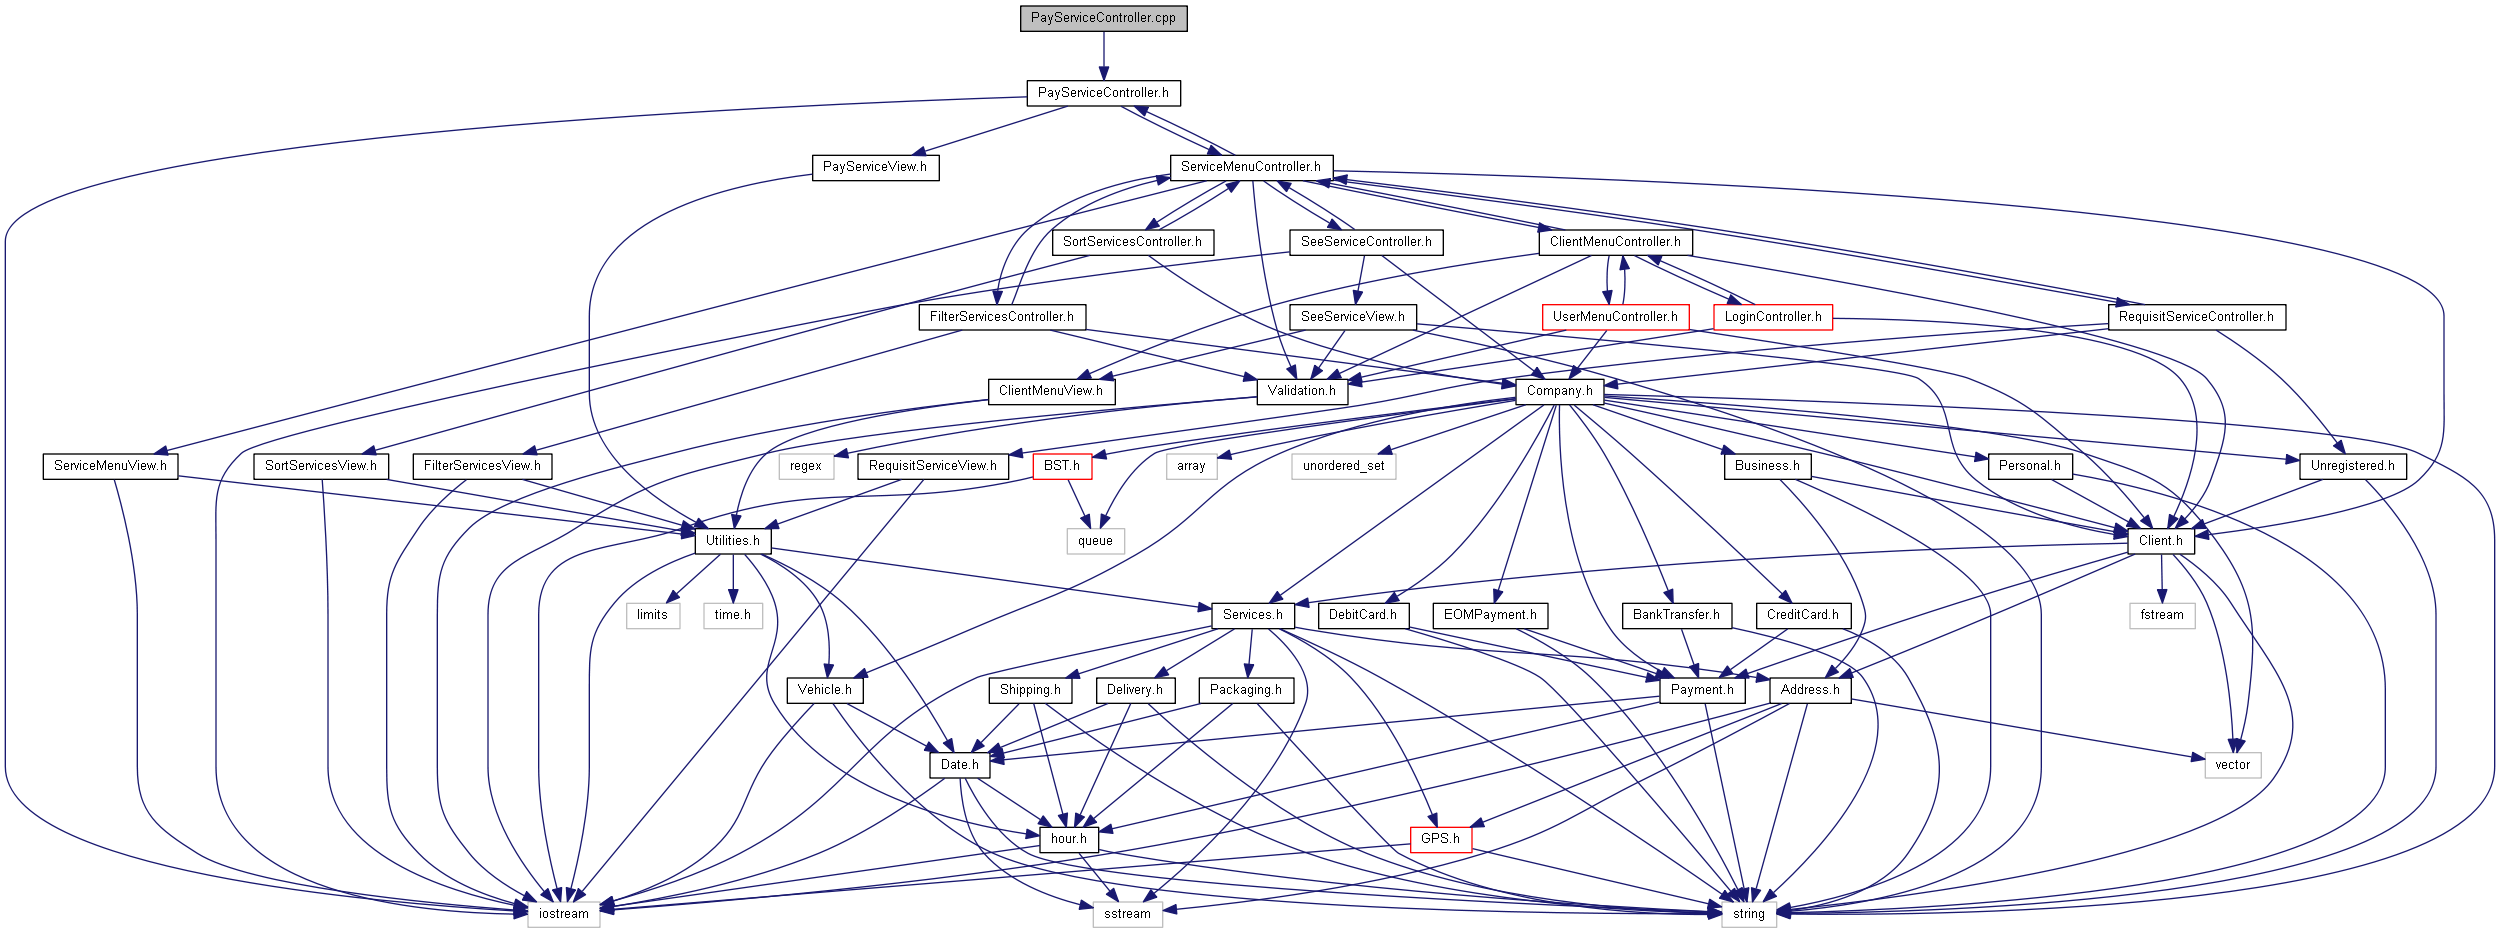 PayServiceController.cpp
PayServiceController.h
PayServiceView.h
ServiceMenuController.h
SortServicesController.h
SeeServiceController.h
ClientMenuController.h
FilterServicesController.h
SeeServiceView.h
UserMenuController.h
LoginController.h
RequisitServiceController.h
ClientMenuView.h
Validation.h
Company.h
ServiceMenuView.h
SortServicesView.h
FilterServicesView.h
regex
RequisitServiceView.h
BST.h
array
unordered_set
Business.h
Personal.h
Unregistered.h
Utilities.h
queue
Client.h
limits
time.h
Services.h
DebitCard.h
EOMPayment.h
BankTransfer.h
CreditCard.h
fstream
Vehicle.h
Shipping.h
Delivery.h
Packaging.h
Payment.h
Address.h
Date.h
vector
hour.h
GPS.h
iostream
sstream
string